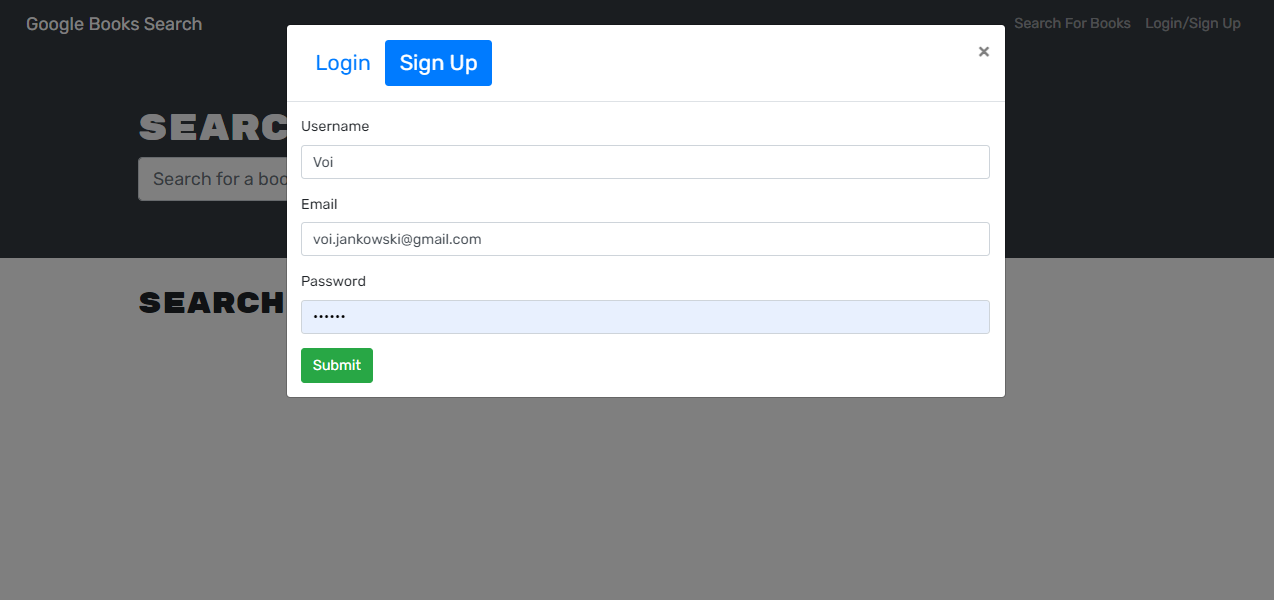 Google Books Search
Search For Books
Login/Sign Up
Login
Sign Up
×
SEARC
Search for a boo
Username
Voi
Email
voi.jankowski@gmail.com
Password
••••••
Submit
SEARCH